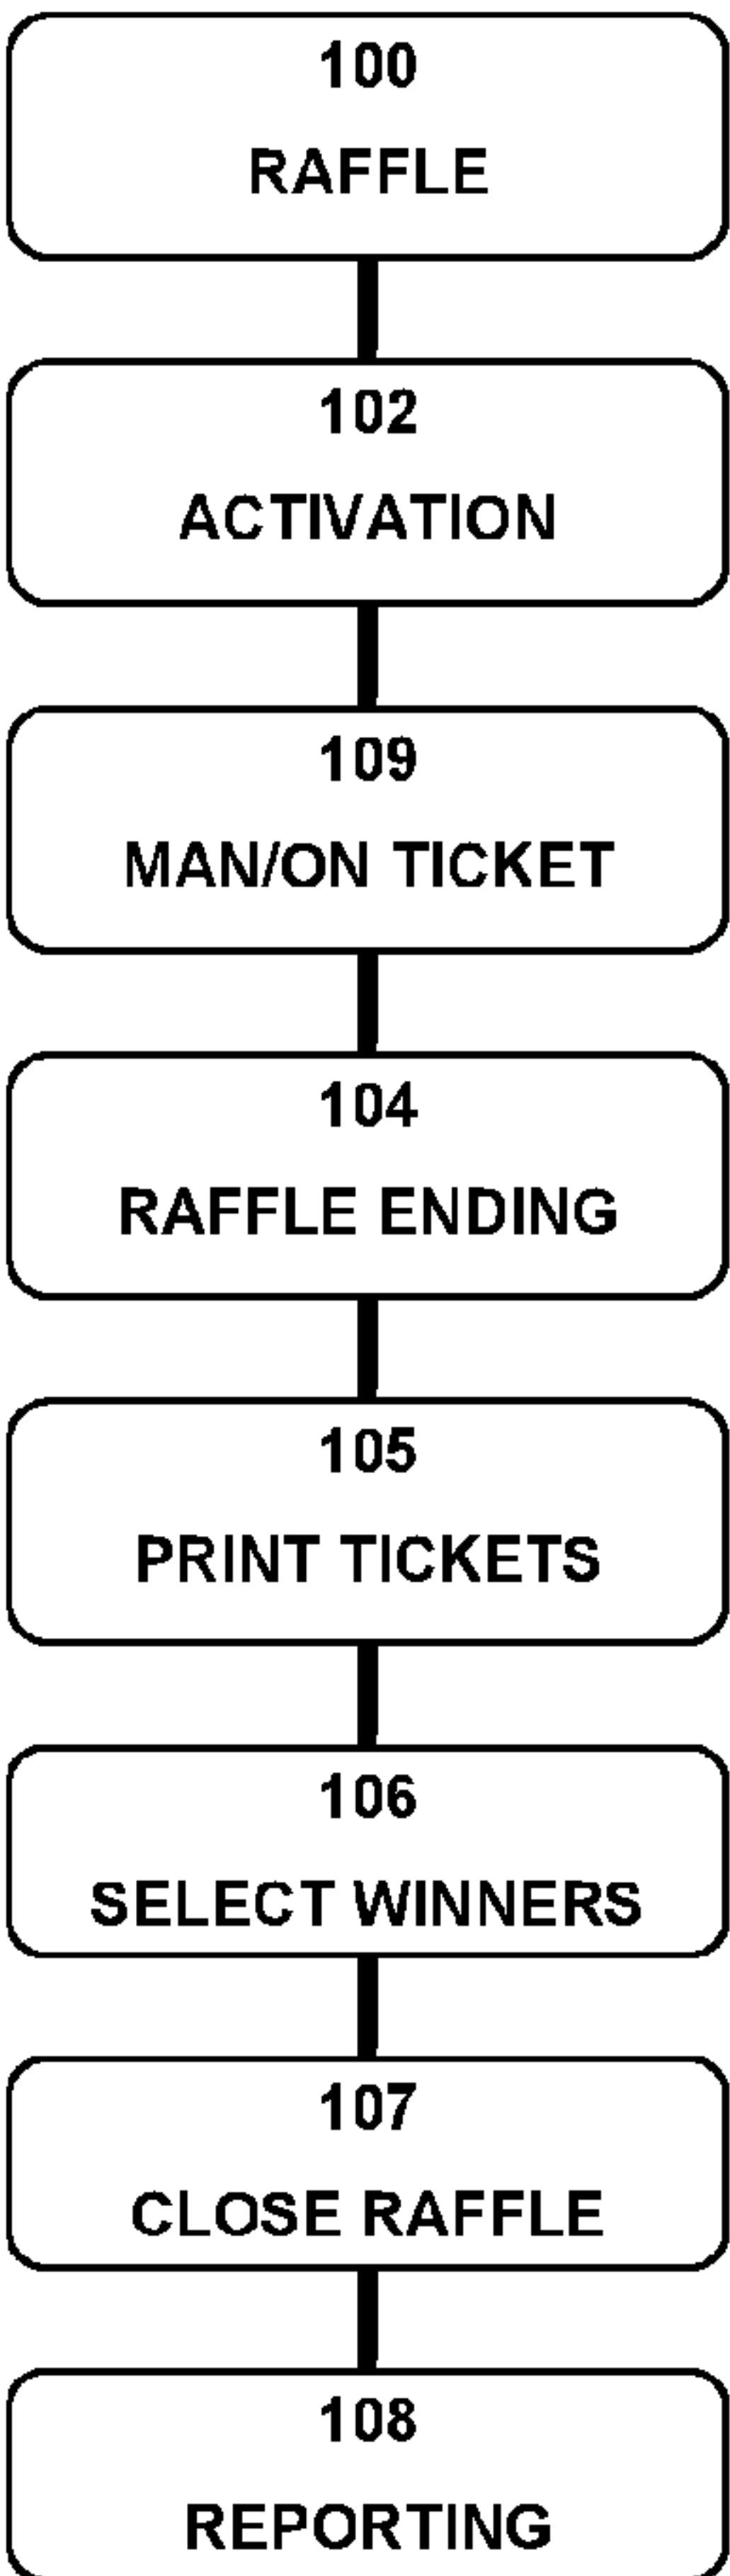 100
RAFFLE
102
ACTIVATION
109
MAN/ON TICKET
104
RAFFLE ENDING
105
PRINT TICKETS
106
SELECT WINNERS
107
CLOSE RAFFLE
108
REPORTING